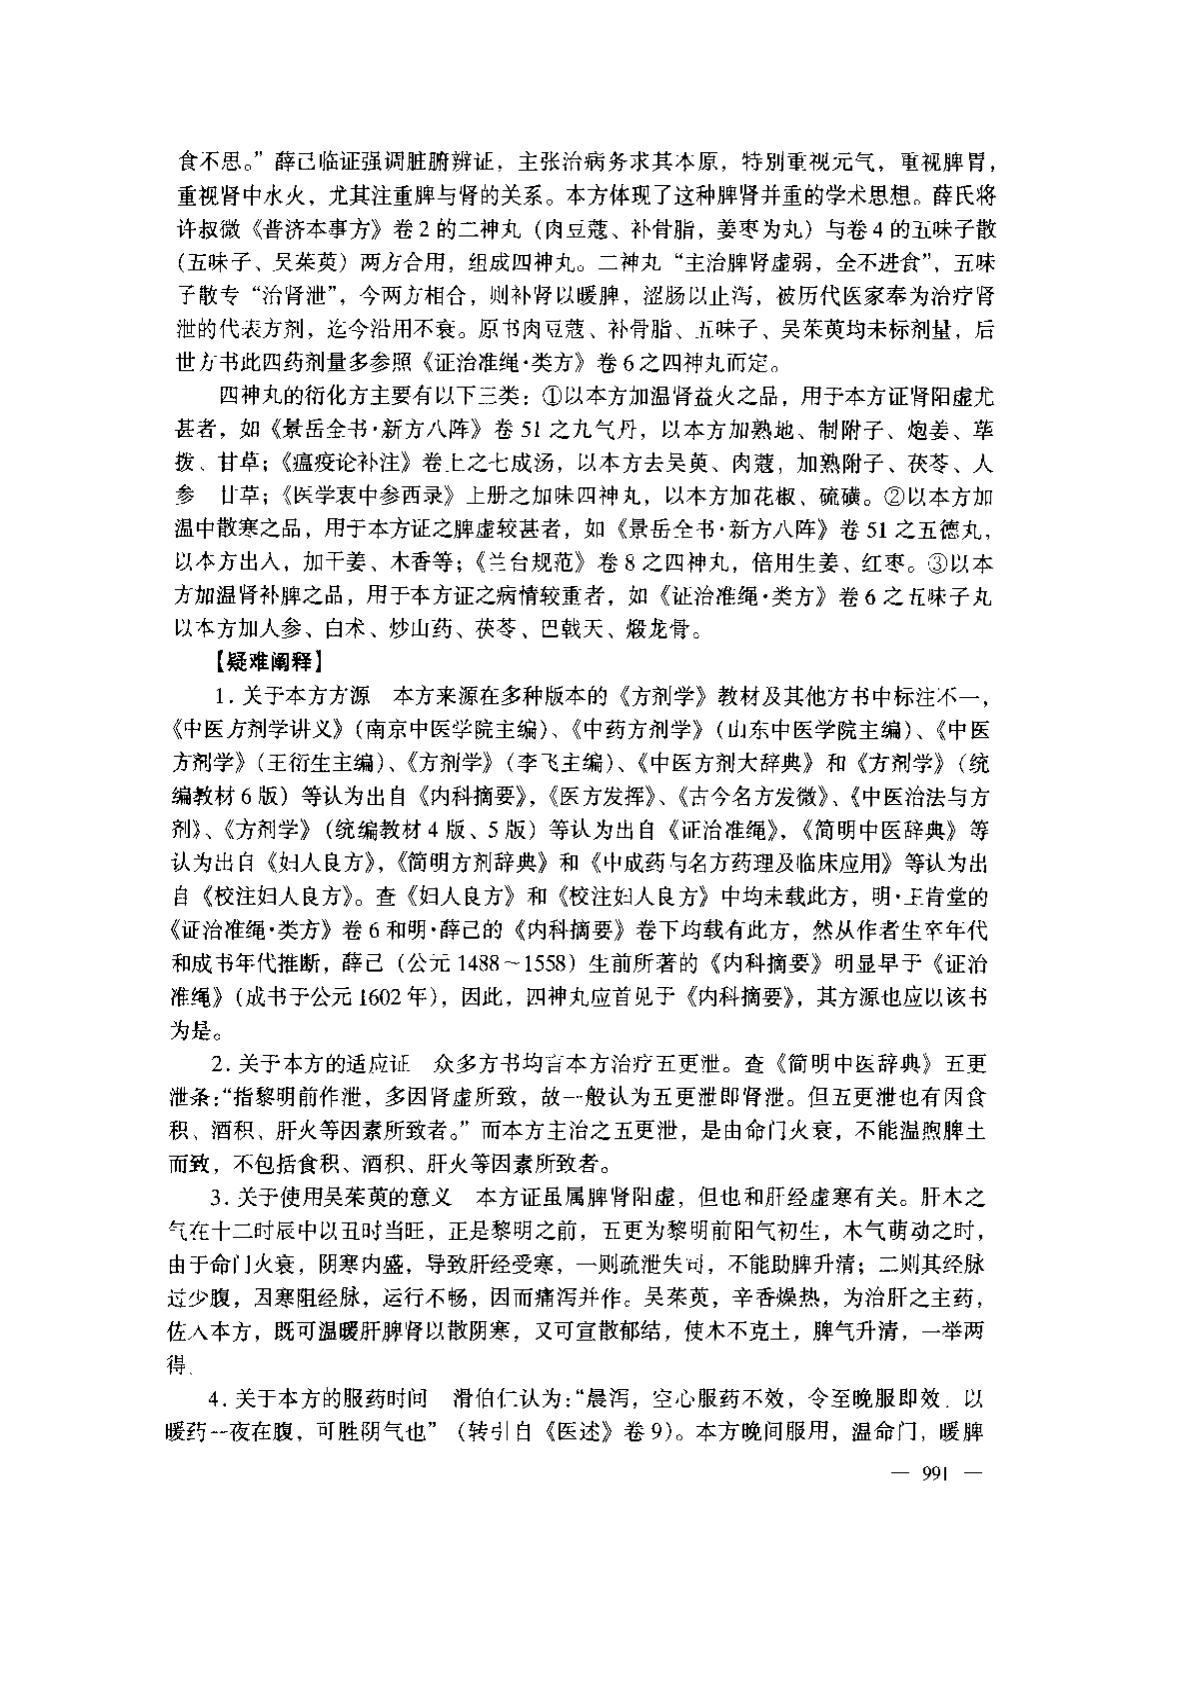 食不思。”薛己临证强调脏腑辨证，主张治病务求其本原，特别重视元气，重视脾胃，
重视肾中水火，尤其注重脾与肾的关系。本方体现了这种脾肾并重的学术思想。薛氏将
许叔微《普济本事方》卷2的二神丸（肉豆蔻、补骨脂，姜枣为丸）与卷4的五味子散
（五味子、吴茱萸）两方合用，组成四神丸。二神丸“主治脾肾虚弱，全不进食”，五味
子散专“治肾泄”，今两方相合，则补肾以暖脾，涩肠以止泻，被历代医家奉为治疗肾
泄的代表方剂，迄今沿用不衰。原书肉豆蔻、补骨脂、五味子、吴茱萸均未标剂量，后
世方书此四药剂量多参照《证治准绳·类方》卷6之四神丸而定。
四神丸的衍化方主要有以下三类：①以本方加温肾益火之品，用于本方证肾阳虚尤
甚者，如《景岳全书·新方八阵》卷51之九气丹，以本方加熟地、制附子、炮姜、荜
拨、甘草；《瘟疫论补注》卷上之七成汤，以本方去吴萸、肉蔻，加熟附子、茯苓、人
参 甘草；《医学衷中参西录》上册之加味四神丸，以本方加花椒、硫磺。②以本方加
温中散寒之品，用于本方证之脾虚较甚者，如《景岳全书·新方八阵》卷51之五德丸，
以本方出入，加干姜、木香等；《兰台规范》卷8之四神丸，倍用生姜、红枣。③以本
方加温肾补脾之品，用于本方证之病情较重者，如《证治准绳·类方》卷6之五味子丸
以本方加人参、白术、炒山药、茯苓、巴戟天、煅龙骨。
【疑难阐释】
1. 关于本方方源　本方来源在多种版本的《方剂学》教材及其他方书中标注不一，
《中医方剂学讲义》（南京中医学院主编）、《中药方剂学》（山东中医学院主编）、《中医
方剂学》（王衍生主编）、《方剂学》（李飞主编）、《中医方剂大辞典》和《方剂学》（统
编教材6版）等认为出自《内科摘要》，《医方发挥》、《古今名方发微》、《中医治法与方
剂》、《方剂学》（统编教材4版、5版）等认为出自《证治准绳》，《简明中医辞典》等
认为出自《妇人良方》，《简明方剂辞典》和《中成药与名方药理及临床应用》等认为出
自《校注妇人良方》。查《妇人良方》和《校注妇人良方》中均未载此方，明·王肯堂的
《证治准绳·类方》卷6和明·薛己的《内科摘要》卷下均载有此方，然从作者生卒年代
和成书年代推断，薛己（公元1488～1558）生前所著的《内科摘要》明显早于《证治
准绳》（成书于公元1602年），因此，四神丸应首见于《内科摘要》，其方源也应以该书
为是。
2. 关于本方的适应证　众多方书均言本方治疗五更泄。查《简明中医辞典》五更
泄条：“指黎明前作泄，多因肾虚所致，故一般认为五更泄即肾泄。但五更泄也有因食
积、酒积、肝火等因素所致者。”而本方主治之五更泄，是由命门火衰，不能温煦脾土
而致，不包括食积、酒积、肝火等因素所致者。
3. 关于使用吴茱萸的意义　本方证虽属脾肾阳虚，但也和肝经虚寒有关。肝木之
气在十二时辰中以丑时当旺，正是黎明之前，五更为黎明前阳气初生，木气萌动之时，
由于命门火衰，阴寒内盛，导致肝经受寒，一则疏泄失司，不能助脾升清；二则其经脉
过少腹，因寒阻经脉，运行不畅，因而痛泻并作。吴茱萸，辛香燥热，为治肝之主药，
佐入本方，既可温暖肝脾肾以散阴寒，又可宣散郁结，使木不克土，脾气升清，一举两
得．
4. 关于本方的服药时间　滑伯仁认为：“晨泻，空心服药不效，令至晚服即效．以
暖药一夜在腹，可胜阴气也”（转引自《医述》卷9）。本方晚间服用，温命门，暖脾
— 991 —